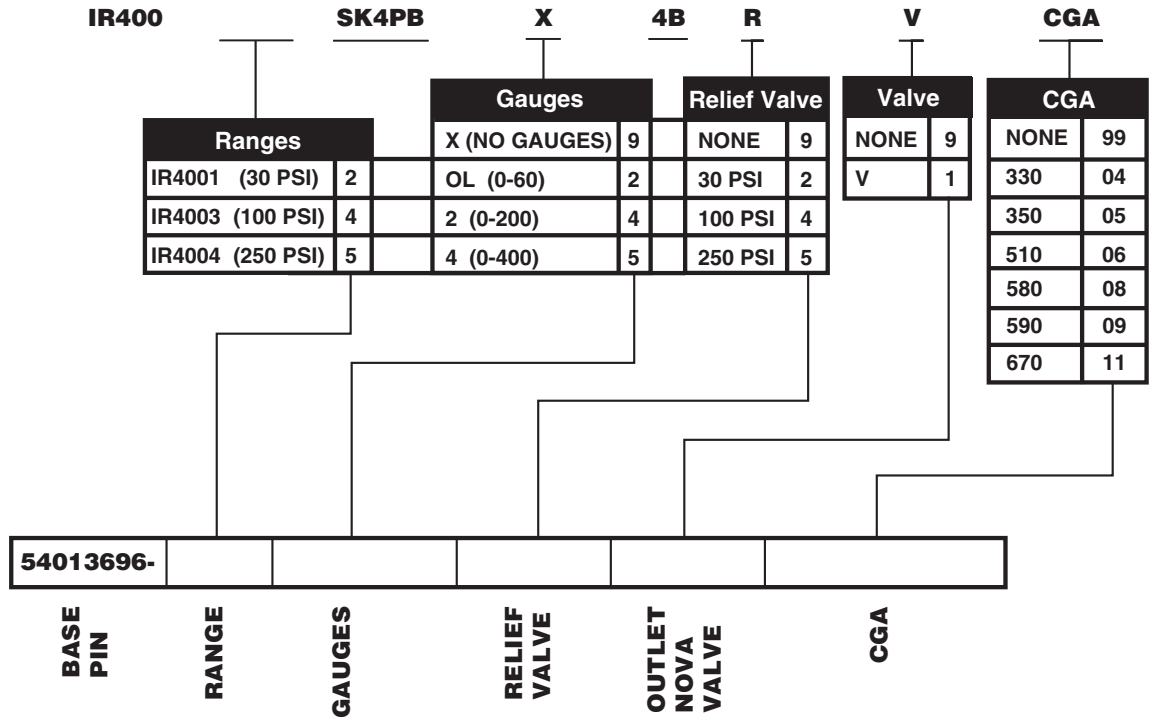 IR400 SK4PB X 4B R V CGA
Ranges
IR4001 (30 PSI) 2
IR4003 (100 PSI) 4
IR4004 (250 PSI) 5
Gauges
X (NO GAUGES) 9
OL (0-60) 2
2 (0-200) 4
4 (0-400) 5
Relief Valve
NONE 9
30 PSI 2
100 PSI 4
250 PSI 5
Valve
NONE 9
V 1
CGA
NONE 99
330 04
350 05
510 06
580 08
590 09
670 11
54013696-
BASE
PIN
RANGE
GAUGES
RELIEF
VALVE
OUTLET
NOVA
VALVE
CGA